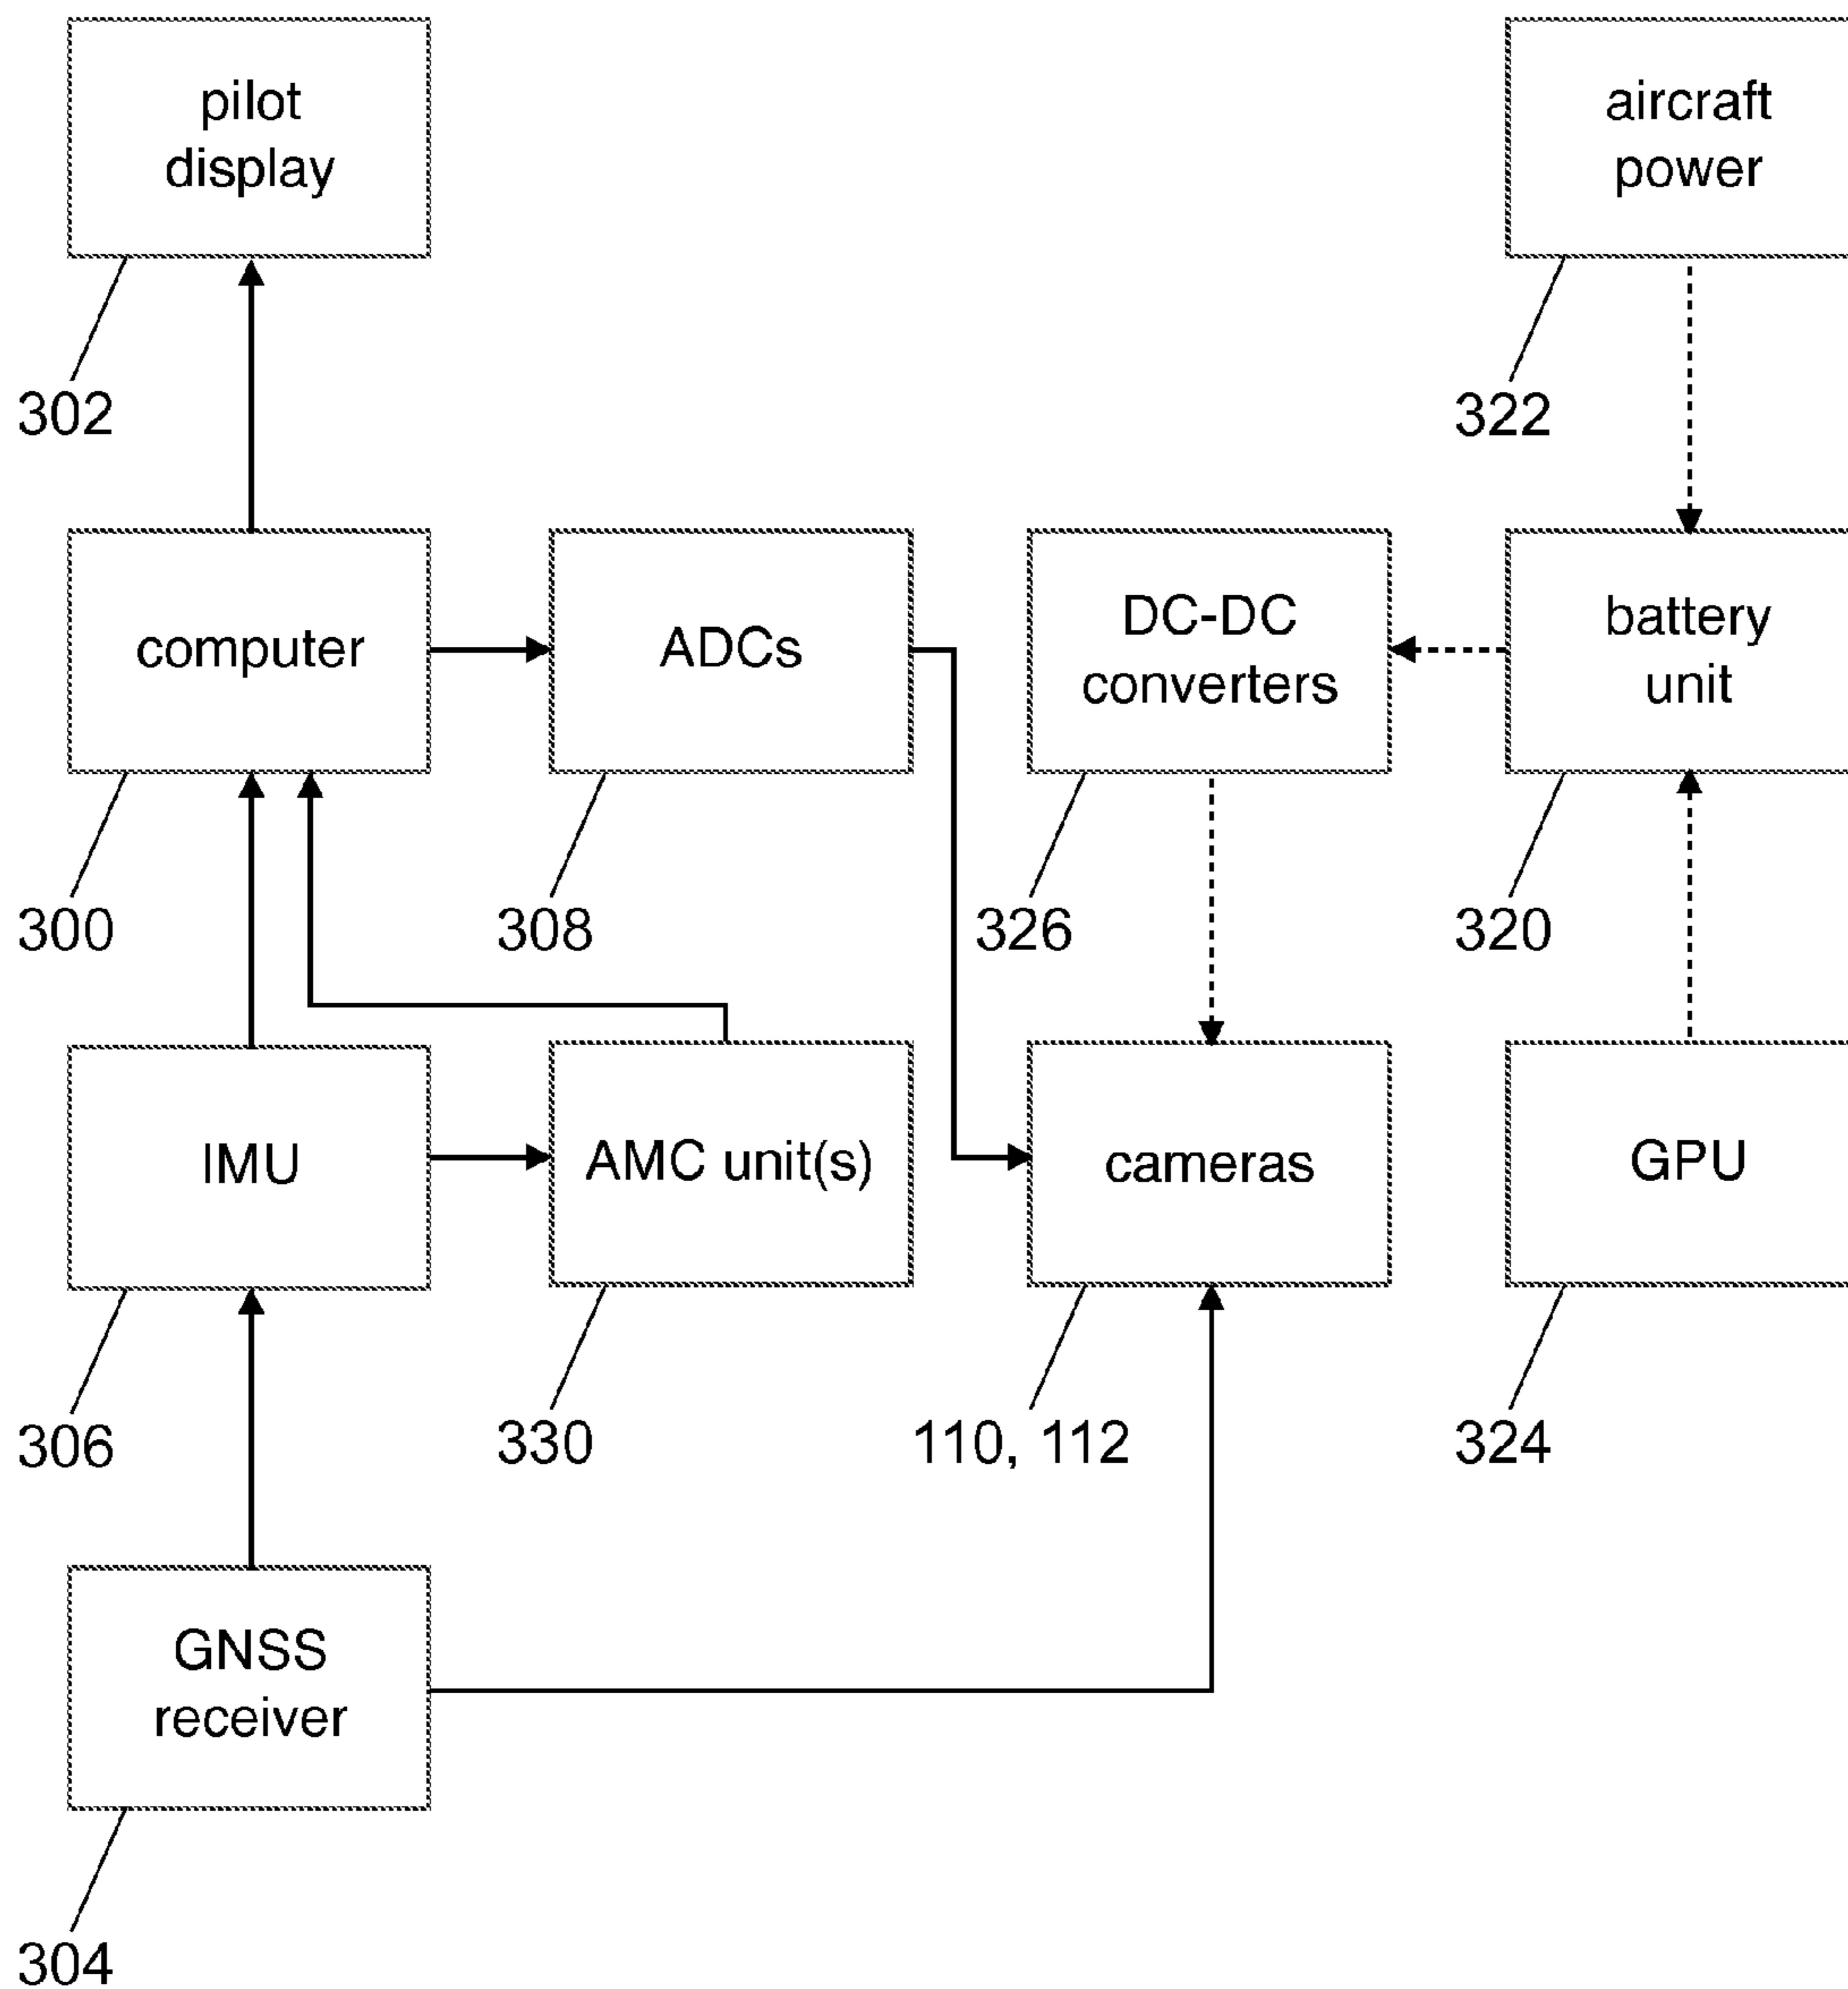 pilot
display
aircraft
power
302
322
computer
ADCs
DC-DC
converters
battery
unit
300
308
326
320
IMU
AMC unit(s)
cameras
GPU
306
330
110, 112
324
GNSS
receiver
304